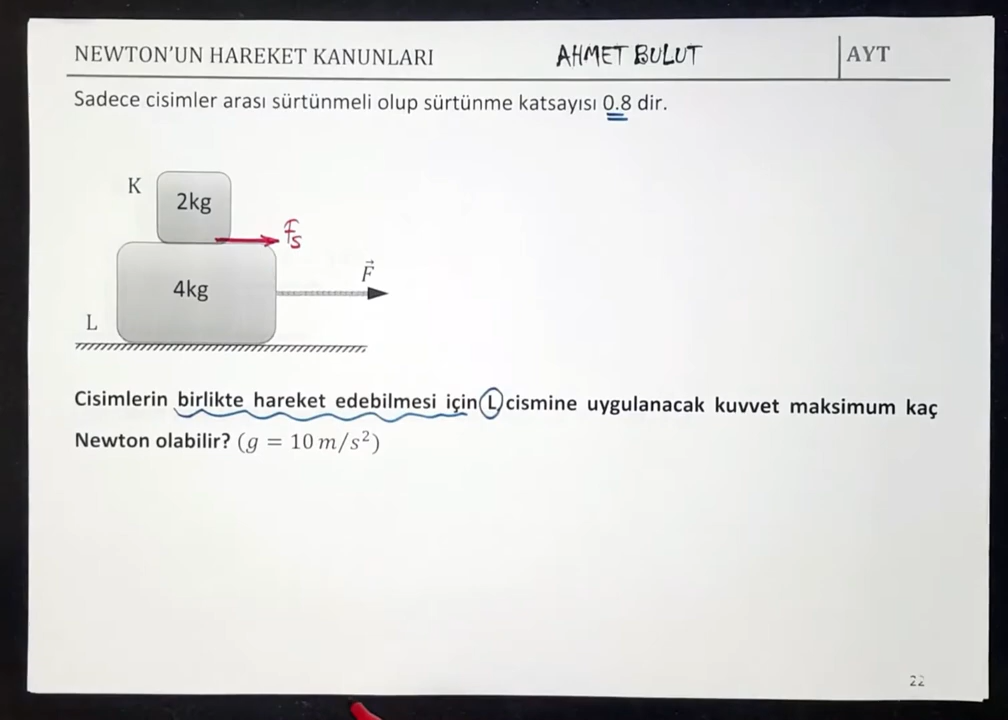 NEWTON'UN HAREKET KANUNLARI AHMET BULUT AYT
Sadece cisimler arası sürtünmeli olup sürtünme katsayısı 0.8 dir.
K
2kg
fs
F
4kg
L
Cisimlerin birlikte hareket edebilmesi için L cismine uygulanacak kuvvet maksimum kaç
Newton olabilir? (g = 10 m/s²)
22